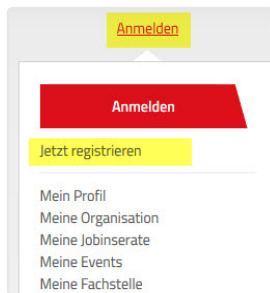 Anmelden
Anmelden
Jetzt registrieren
Mein Profil
Meine Organisation
Meine Jobinserate
Meine Events
Meine Fachstelle